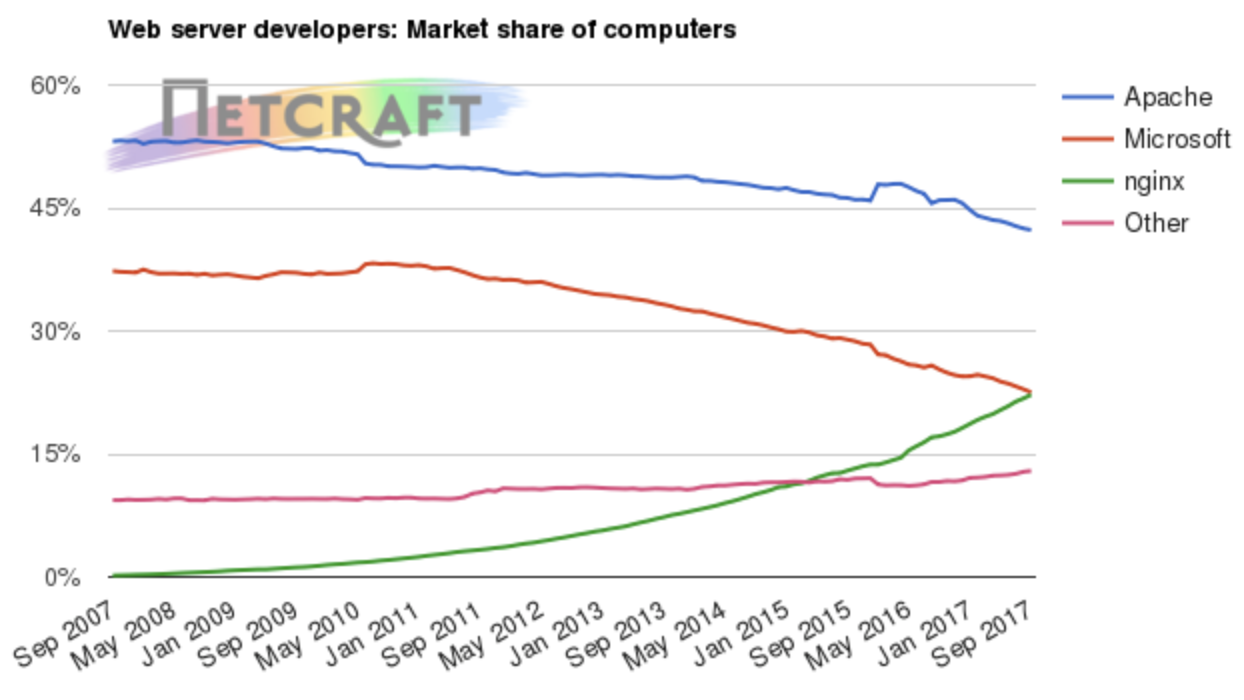 Web server developers: Market share of computers
NETCRAFT
60%
45%
30%
15%
0%
Apache
Microsoft
nginx
Other
Sep 2007
May 2008
Jan 2009
Sep 2009
May 2010
Jan 2011
Sep 2011
May 2012
Jan 2013
Sep 2013
May 2014
Jan 2015
Sep 2015
May 2016
Jan 2017
Sep 2017